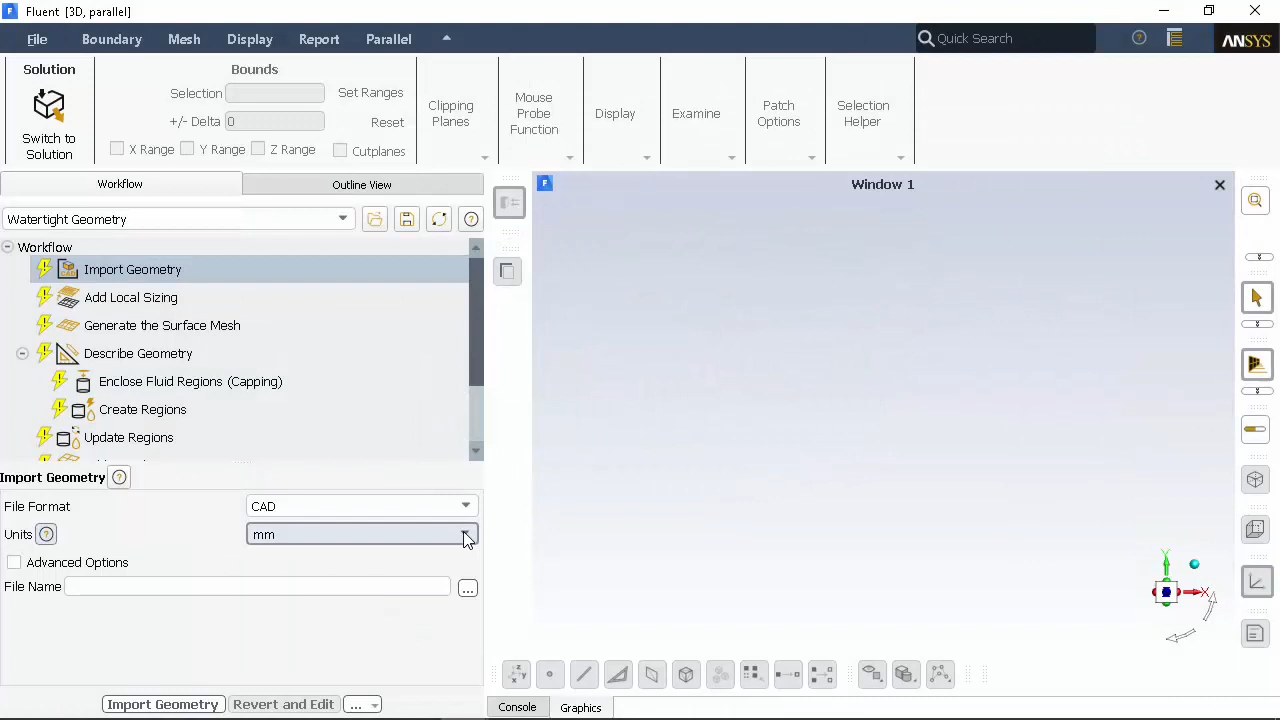 Fluent [3D, parallel]
File Boundary Mesh Display Report Parallel
Quick Search
ANSYS
Solution
Switch to
Solution
Bounds
Selection Set Ranges
+/- Delta 0 Reset
X Range Y Range Z Range Cutplanes
Clipping
Planes
Mouse
Probe
Function
Display
Examine
Patch
Options
Selection
Helper
Workflow
Outline View
Watertight Geometry
Workflow
Import Geometry
Add Local Sizing
Generate the Surface Mesh
Describe Geometry
Enclose Fluid Regions (Capping)
Create Regions
Update Regions
Import Geometry
File Format CAD
Units mm
Advanced Options
File Name ...
Import Geometry Revert and Edit ...
Window 1
Y
X
Console Graphics